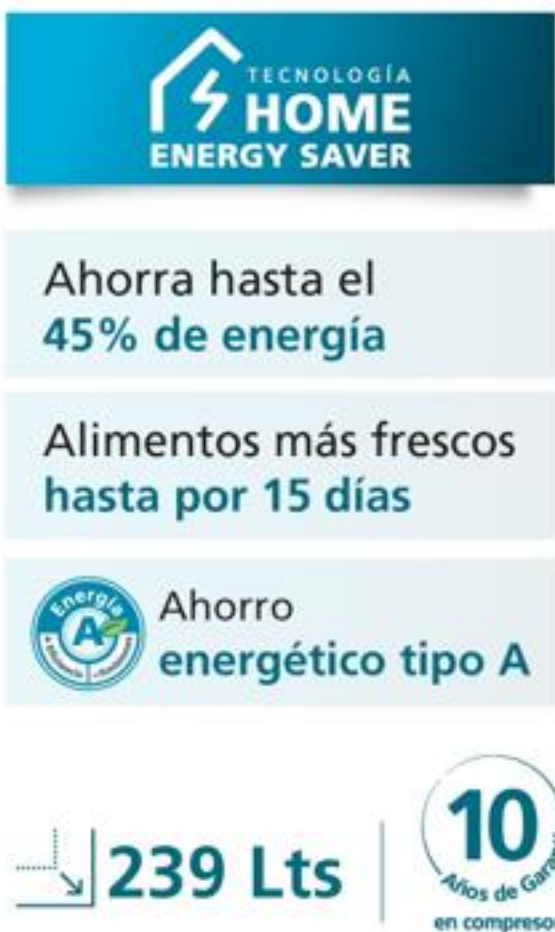 TECNOLOGÍA
HOME
ENERGY SAVER
Ahorra hasta el
45% de energía
Alimentos más frescos
hasta por 15 días
Energía
A
Ahorro
energético tipo A
239 Lts
10
Años de
en compresor